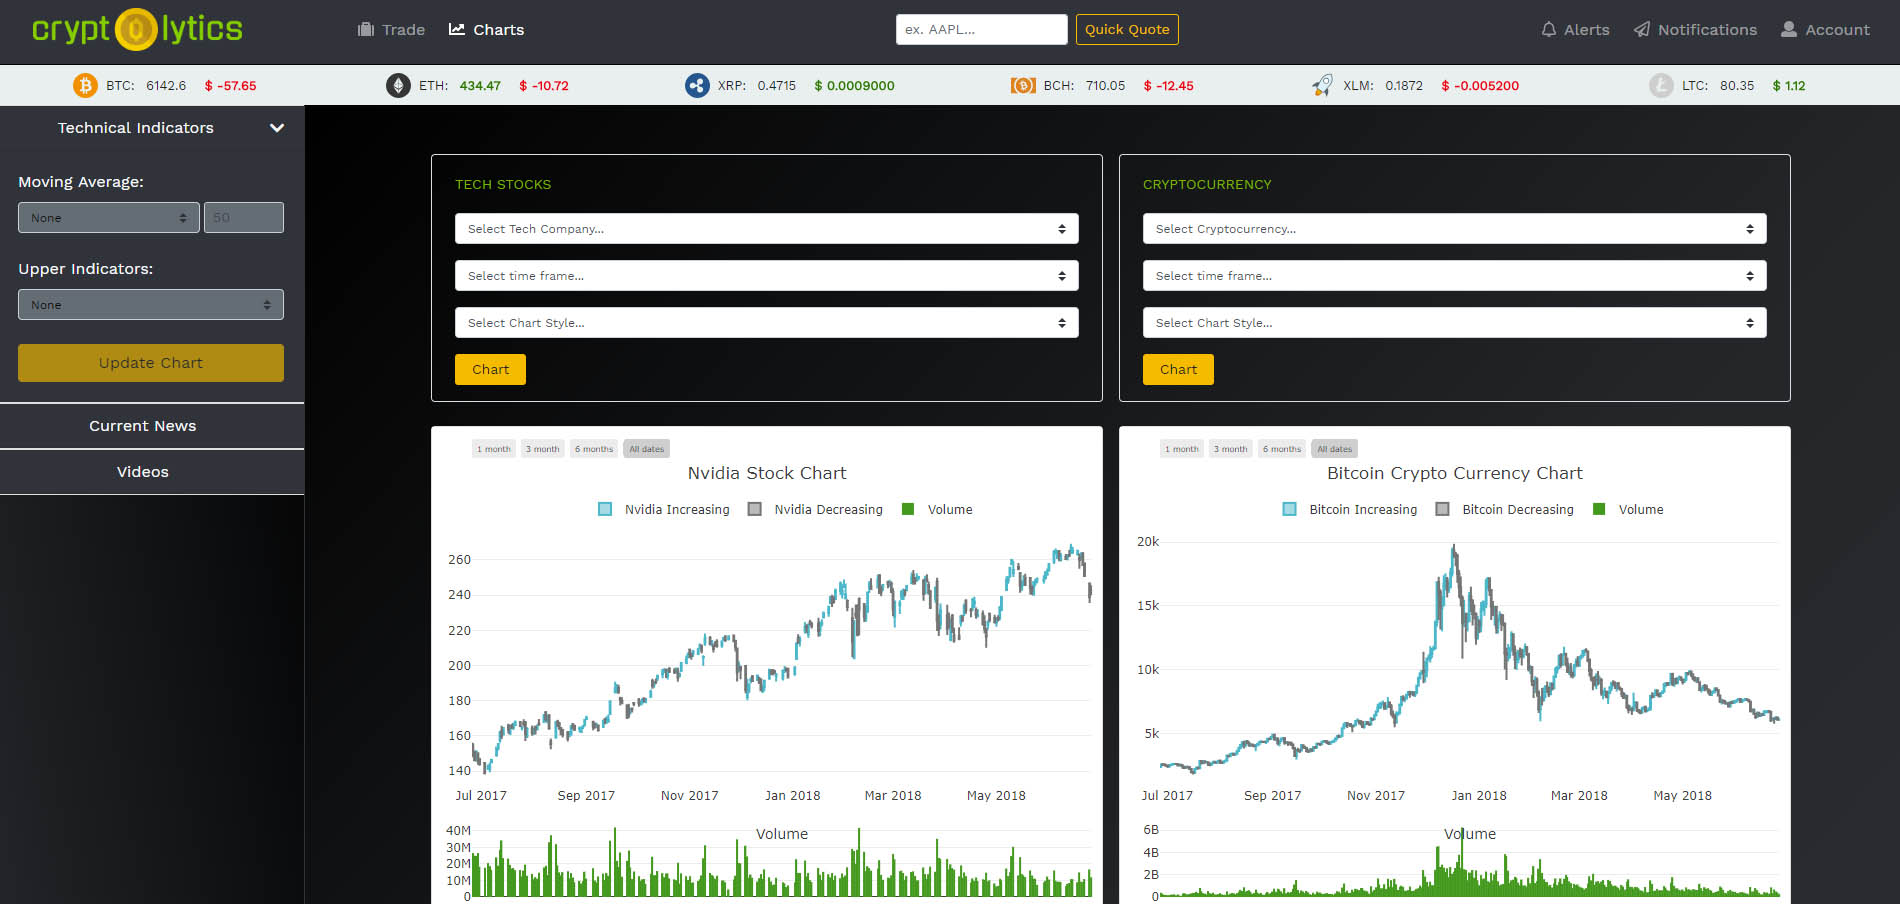 crypt lytics
Trade
Charts
ex. AAPL...
Quick Quote
Alerts
Notifications
Account
BTC: 6142.6 $ -57.65
ETH: 434.47 $ -10.72
XRP: 0.4715 $ 0.0009000
BCH: 710.05 $ -12.45
XLM: 0.1872 $ -0.005200
LTC: 80.35 $ 1.12
Technical Indicators
Moving Average:
None
50
Upper Indicators:
None
Update Chart
Current News
Videos
TECH STOCKS
Select Tech Company...
Select time frame...
Select Chart Style...
Chart
CRYPTOCURRENCY
Select Cryptocurrency...
Select time frame...
Select Chart Style...
Chart
1 month 3 month 6 months All dates
Nvidia Stock Chart
Nvidia Increasing Nvidia Decreasing Volume
260
240
220
200
180
160
140
Jul 2017 Sep 2017 Nov 2017 Jan 2018 Mar 2018 May 2018
Volume
40M
30M
20M
10M
0
1 month 3 month 6 months All dates
Bitcoin Crypto Currency Chart
Bitcoin Increasing Bitcoin Decreasing Volume
20k
15k
10k
5k
Jul 2017 Sep 2017 Nov 2017 Jan 2018 Mar 2018 May 2018
Volume
6B
4B
2B
0